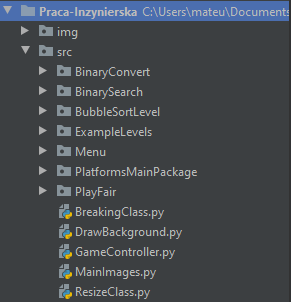 Praca-Inzynierska C:\Users\mateu\Documents
img
src
BinaryConvert
BinarySearch
BubbleSortLevel
ExampleLevels
Menu
PlatformsMainPackage
PlayFair
BreakingClass.py
DrawBackground.py
GameController.py
MainImages.py
ResizeClass.py